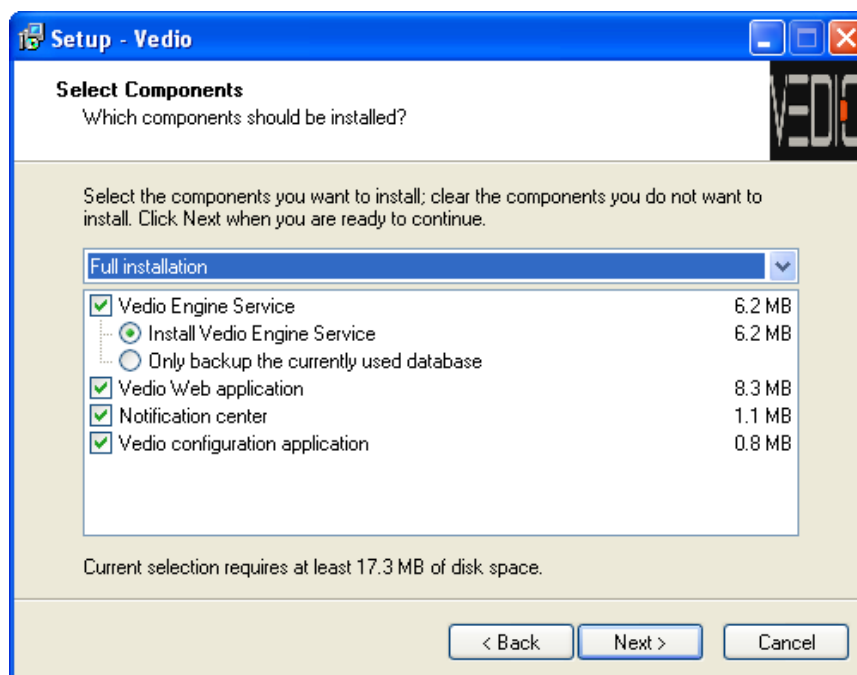 Setup - Vedio
Select Components
Which components should be installed?
VEDIO
Select the components you want to install; clear the components you do not want to
install. Click Next when you are ready to continue.
Full installation
Vedio Engine Service 6.2 MB
Install Vedio Engine Service 6.2 MB
Only backup the currently used database
Vedio Web application 8.3 MB
Notification center 1.1 MB
Vedio configuration application 0.8 MB
Current selection requires at least 17.3 MB of disk space.
< Back Next > Cancel